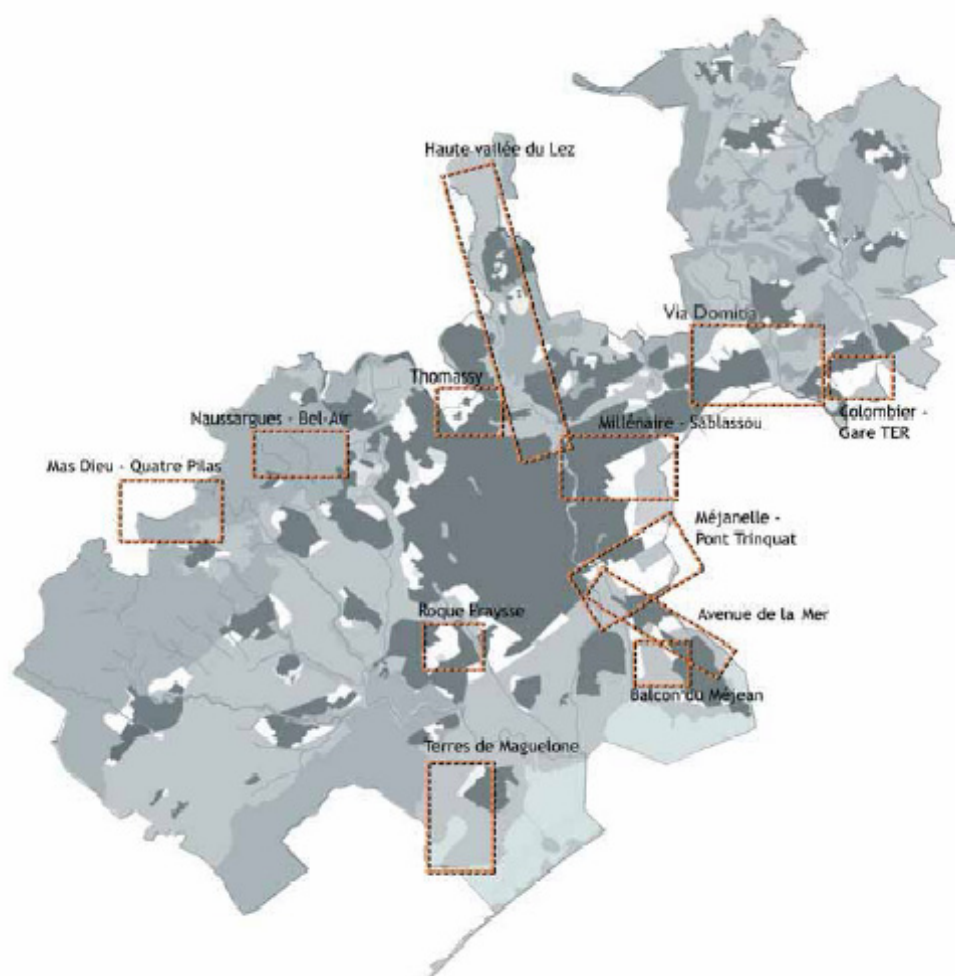 Haute vallée du Lez
Via Domitia
Thomassy
Colombier -
Gare TER
Naussargues - Bel-Air
Millénaire - Sablassou
Mas Dieu - Quatre Pilas
Méjanelle -
Pont Trinquat
Roque Fraysse
Avenue de la Mer
Balcon du Méjean
Terres de Maguelone